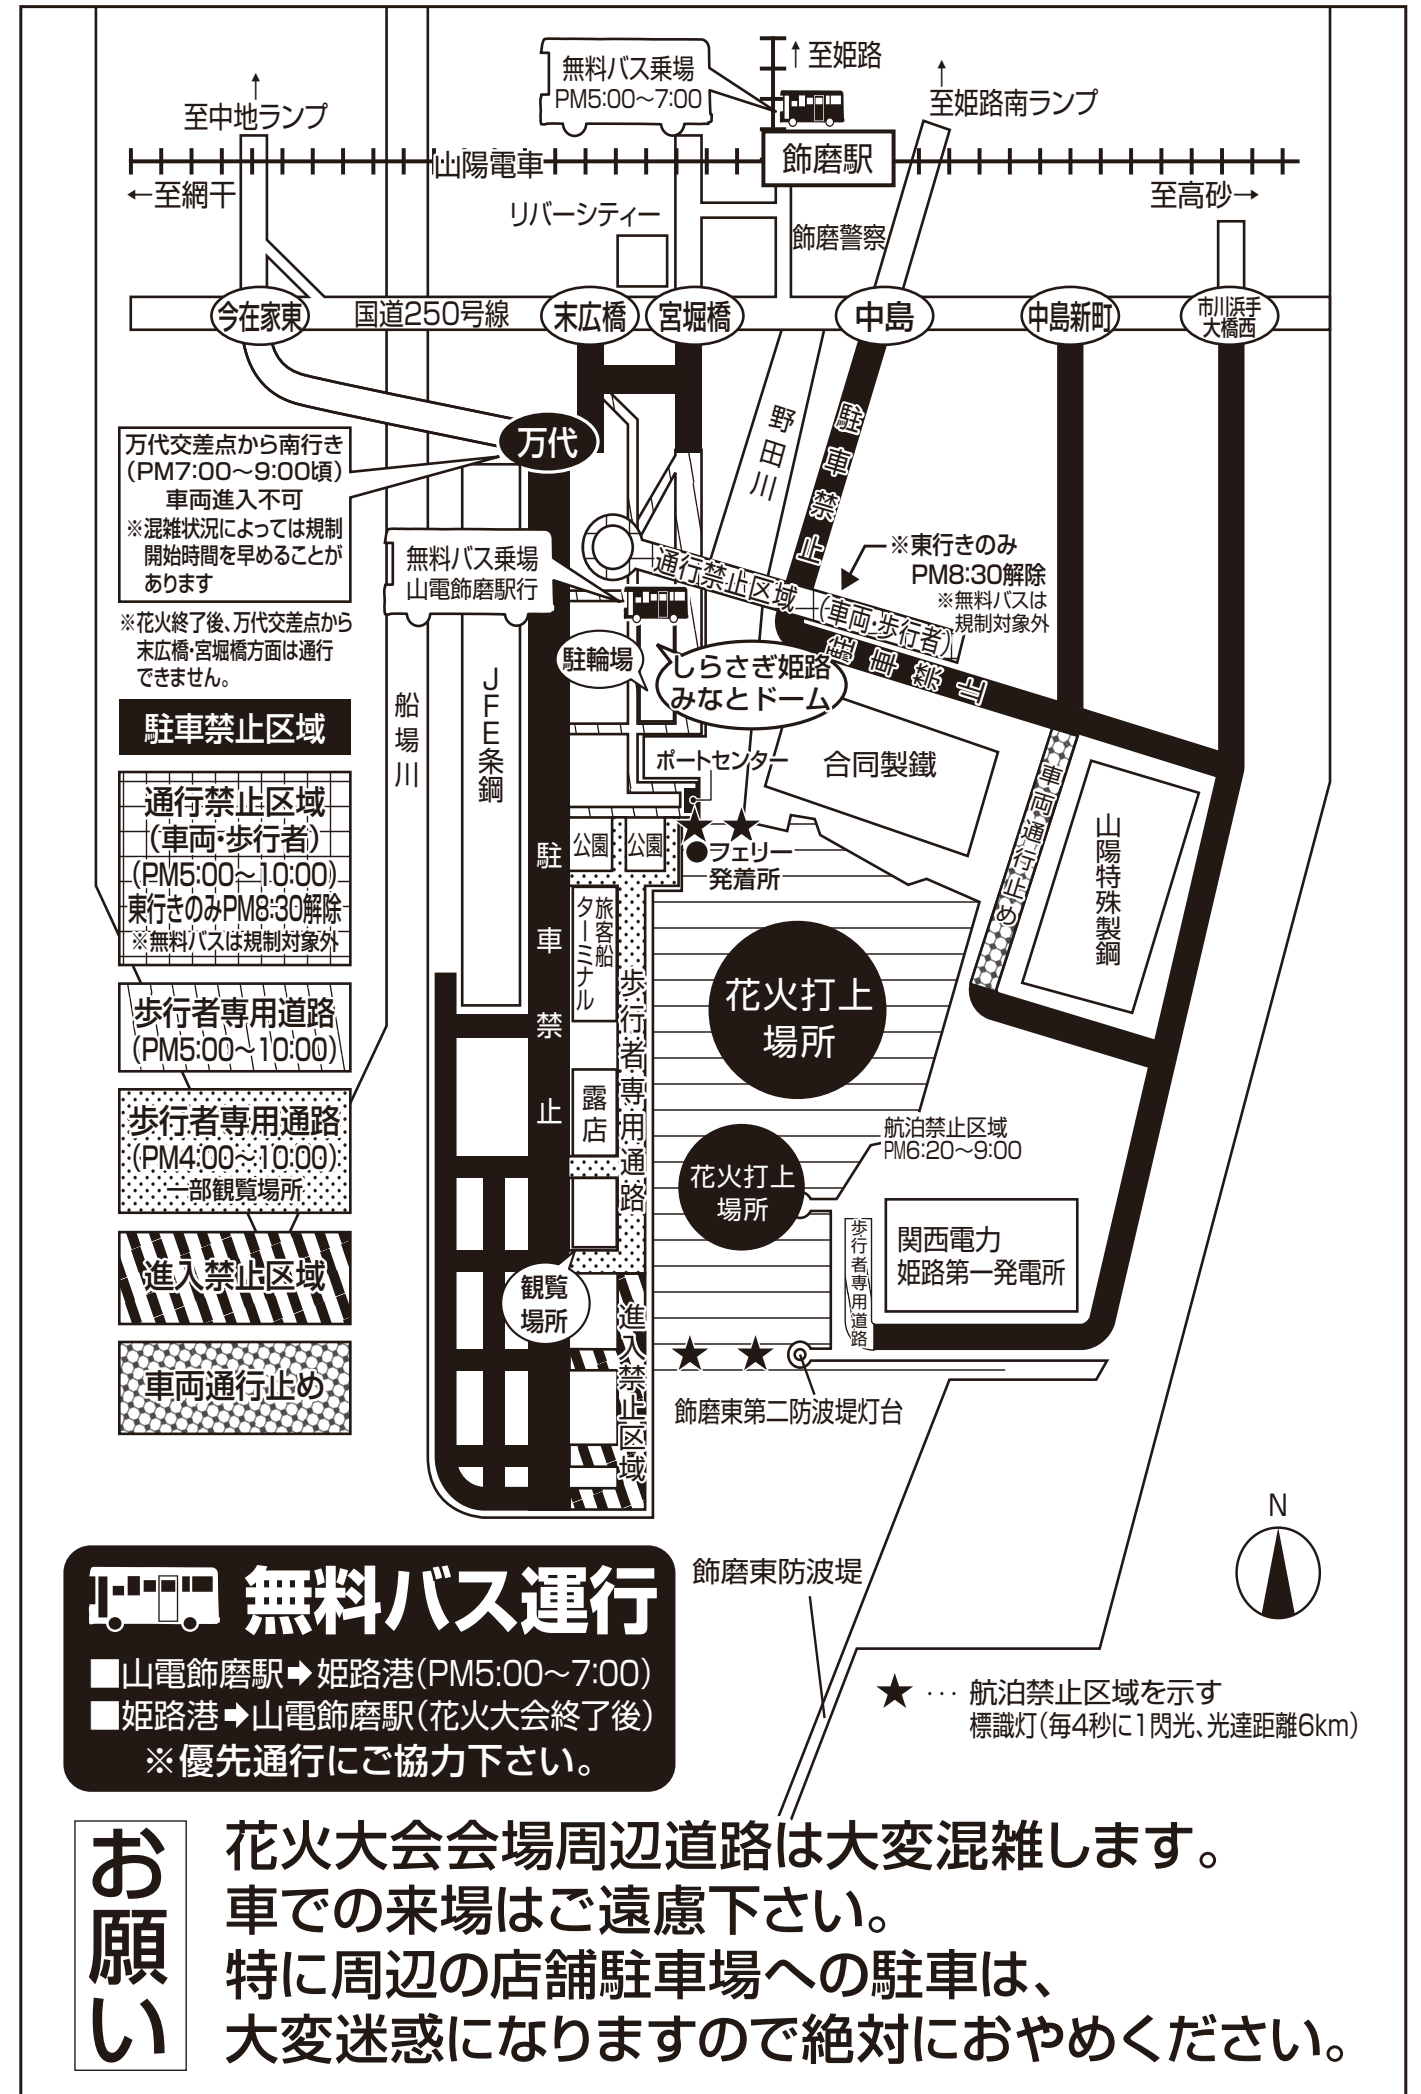 無料バス乗場
PM5:00～7:00
↑至姫路
↑
至中地ランプ
↑
至姫路南ランプ
山陽電車
飾磨駅
←至網干
至高砂→
リバーシティー
飾磨警察
今在家東
国道250号線
末広橋
宮堀橋
中島
中島新町
市川浜手
大橋西
万代
野田川
駐車禁止
万代交差点から南行き
(PM7:00～9:00頃)
車両進入不可
※混雑状況によっては規制
開始時間を早めることが
あります
※花火終了後、万代交差点から
末広橋・宮堀橋方面は通行
できません。
無料バス乗場
山電飾磨駅行
通行禁止区域
(車両・歩行者)
※東行きのみ
PM8:30解除
※無料バスは
規制対象外
駐車禁止
駐輪場
しらさぎ姫路
みなとドーム
船場川
JFE条鋼
ポートセンター
合同製鐵
車両通行止め
山陽特殊製鋼
駐車禁止区域
通行禁止区域
(車両・歩行者)
(PM5:00～10:00)
東行きのみPM8:30解除
※無料バスは規制対象外
歩行者専用道路
(PM5:00～10:00)
歩行者専用通路
(PM4:00～10:00)
一部観覧場所
進入禁止区域
車両通行止め
駐車禁止
公園
公園
フェリー
発着所
旅客船
ターミナル
歩行者専用通路
露店
花火打上
場所
花火打上
場所
航泊禁止区域
PM6:20～9:00
歩行者専用道路
関西電力
姫路第一発電所
観覧
場所
進入禁止区域
飾磨東第二防波堤灯台
N
飾磨東防波堤
★…航泊禁止区域を示す
標識灯(毎4秒に1閃光、光達距離6km)
無料バス運行
■山電飾磨駅➡姫路港(PM5:00～7:00)
■姫路港➡山電飾磨駅(花火大会終了後)
※優先通行にご協力下さい。
お願い
花火大会会場周辺道路は大変混雑します。
車での来場はご遠慮下さい。
特に周辺の店舗駐車場への駐車は、
大変迷惑になりますので絶対におやめください。